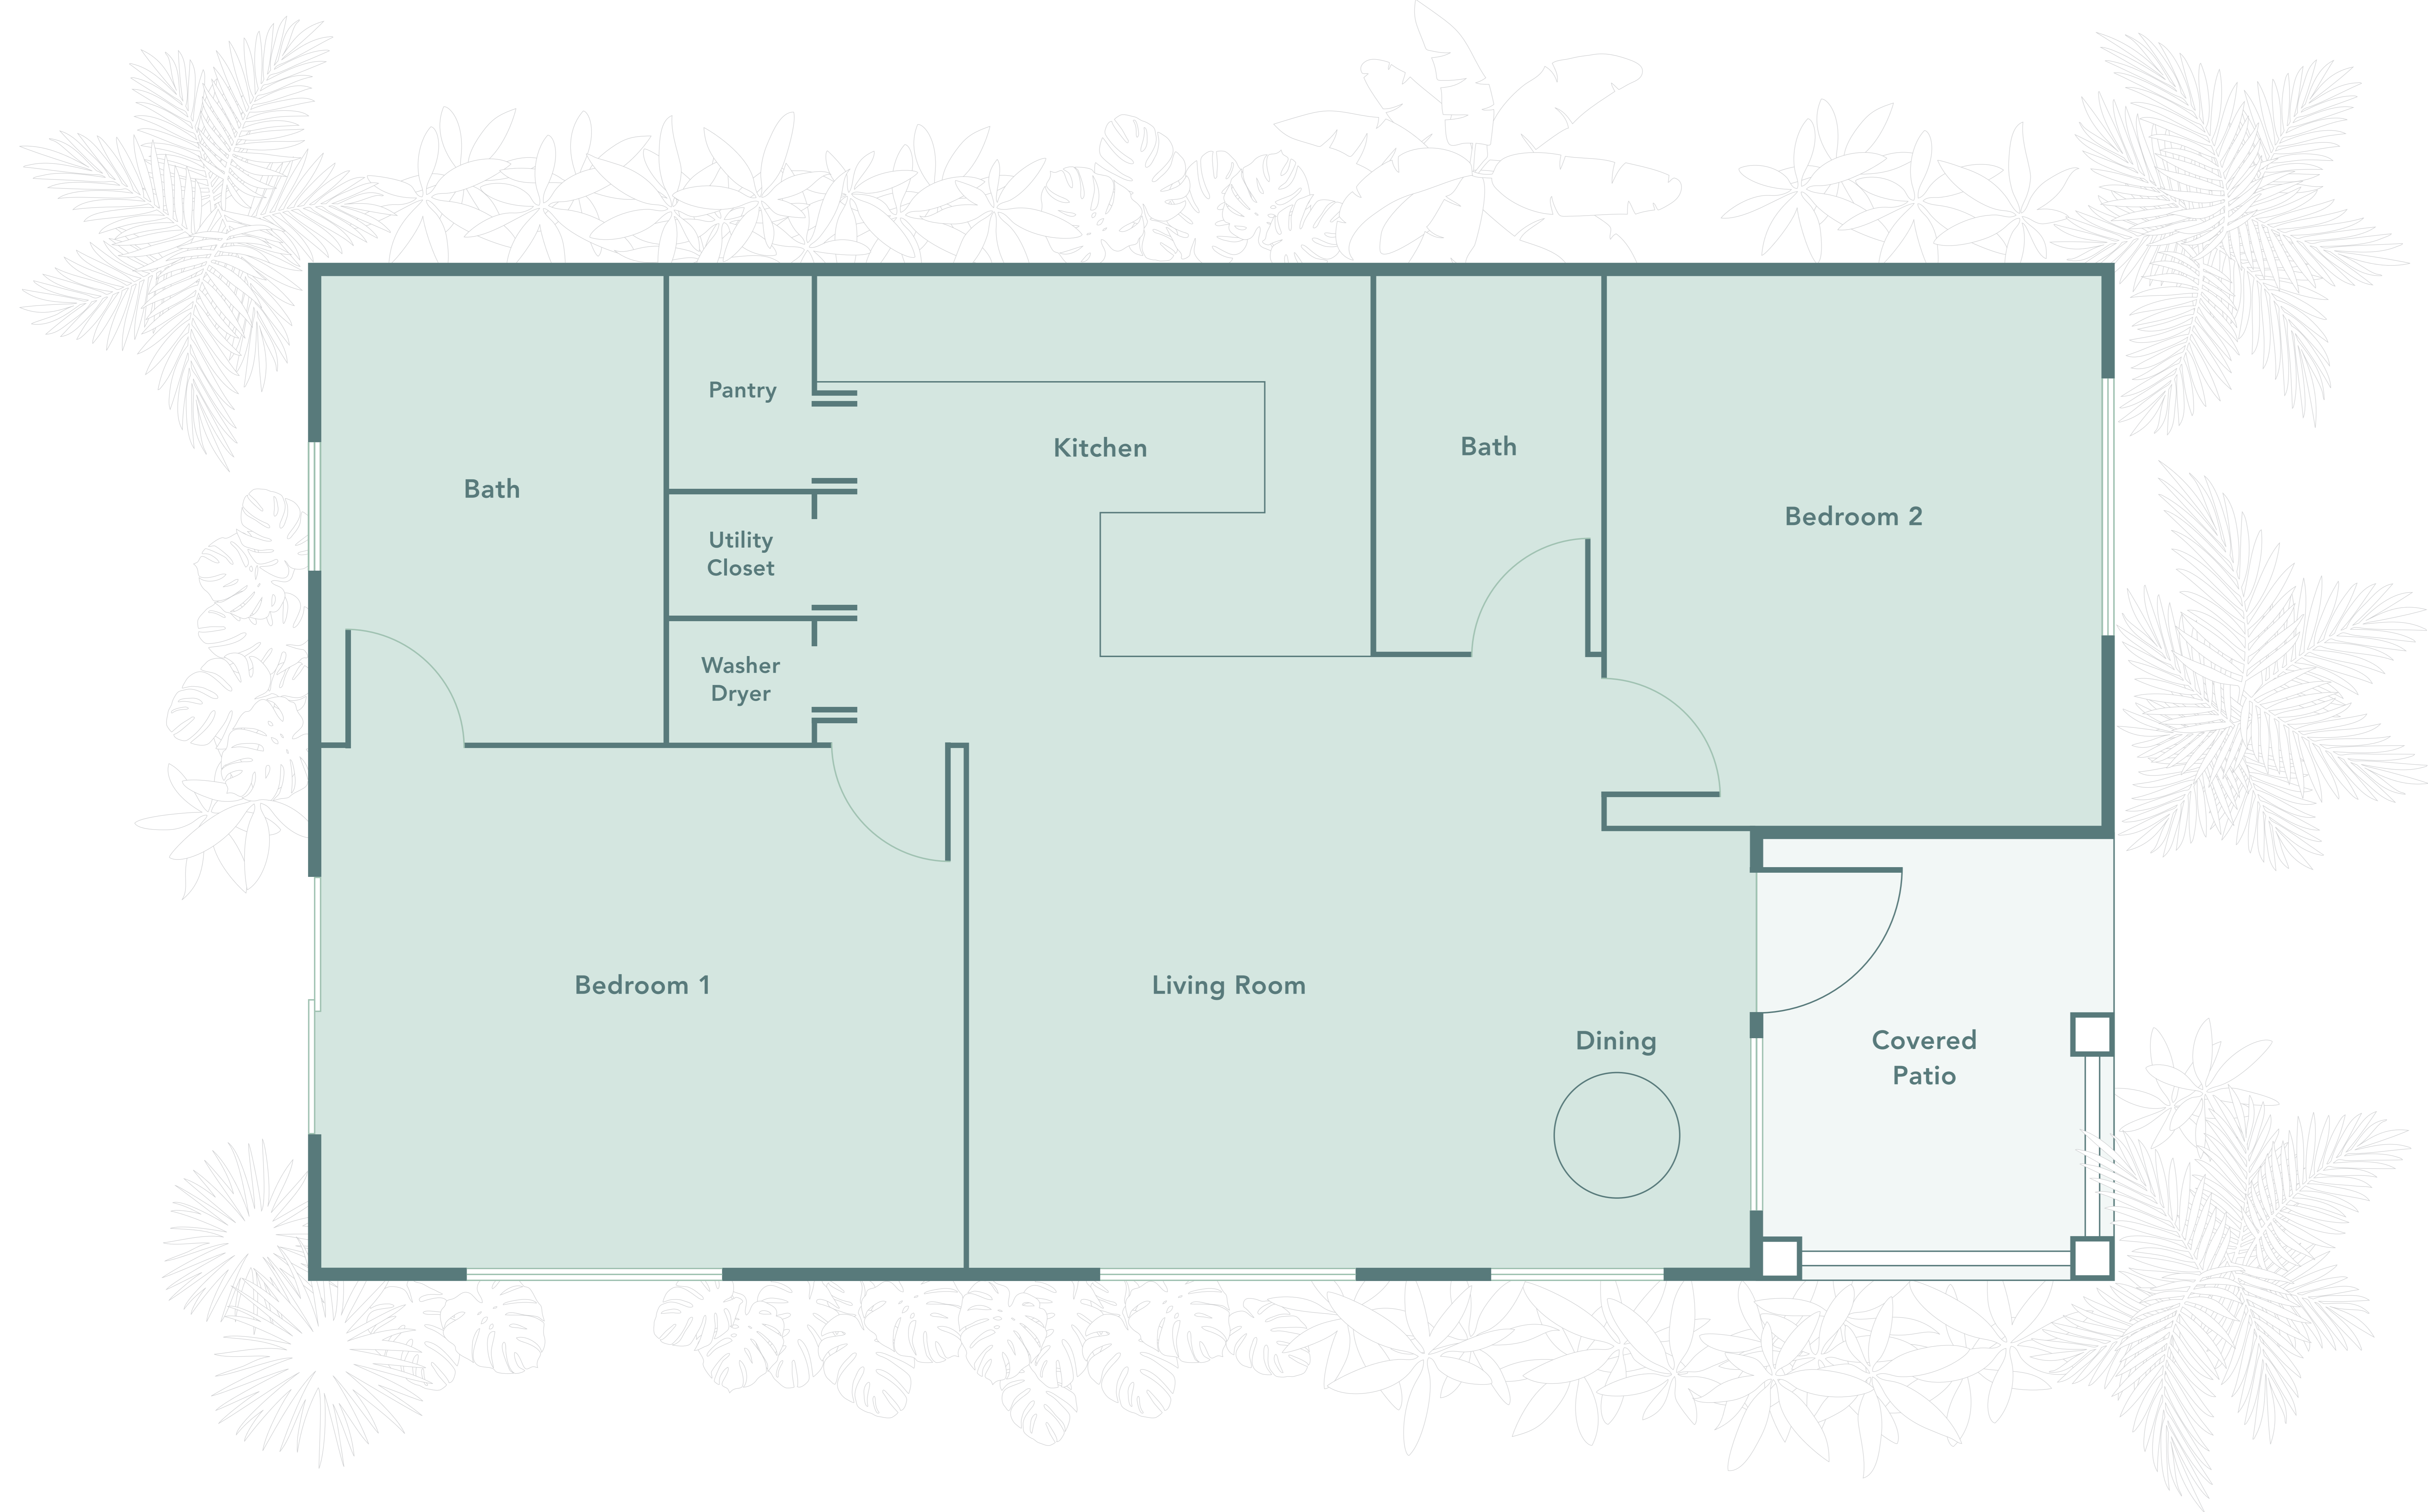 Pantry
Kitchen
Bath
Bath
Bedroom 2
Utility
Closet
Washer
Dryer
Bedroom 1
Living Room
Dining
Covered
Patio